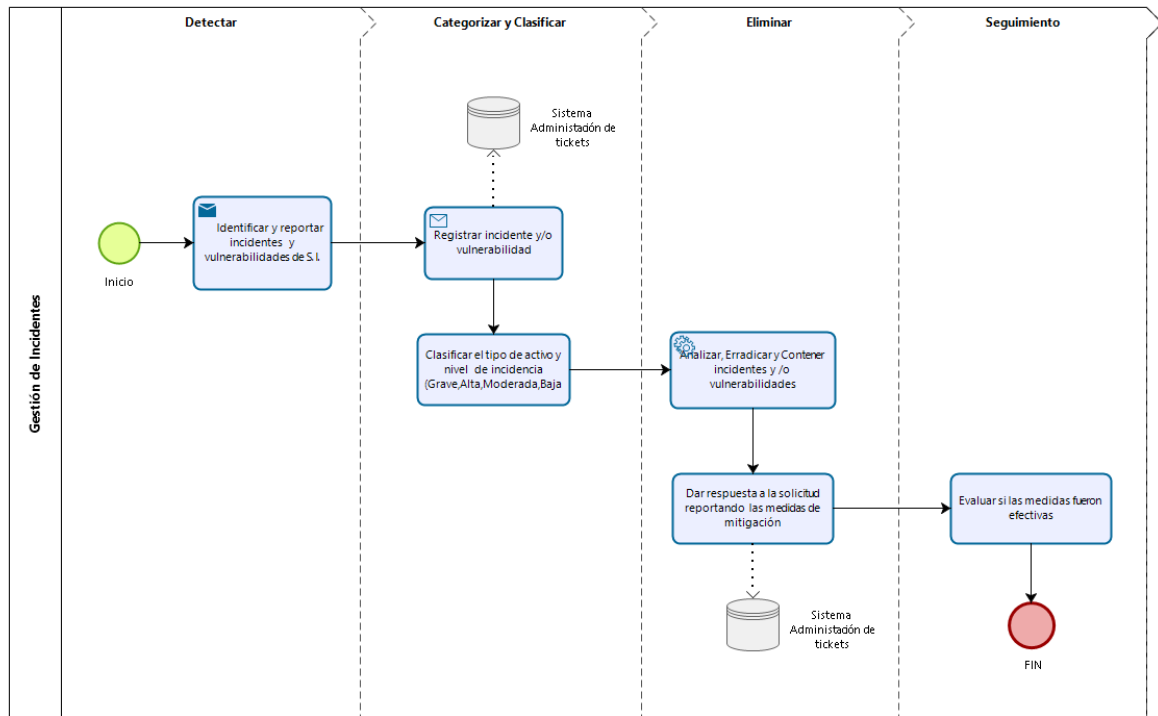 Detectar
Categorizar y Clasificar
Eliminar
Seguimiento
Gestión de Incidentes
Sistema
Administación de
tickets
Identificar y reportar
incidentes y
vulnerabilidades de S.I.
Registrar incidente y/o
vulnerabilidad
Inicio
Clasificar el tipo de activo y
nivel de incidencia
(Grave,Alta,Moderada,Baja
Analizar, Erradicar y Contener
incidentes y /o
vulnerabilidades
Dar respuesta a la solicitud
reportando las medidas de
mitigación
Evaluar si las medidas fueron
efectivas
Sistema
Administación de
tickets
FIN